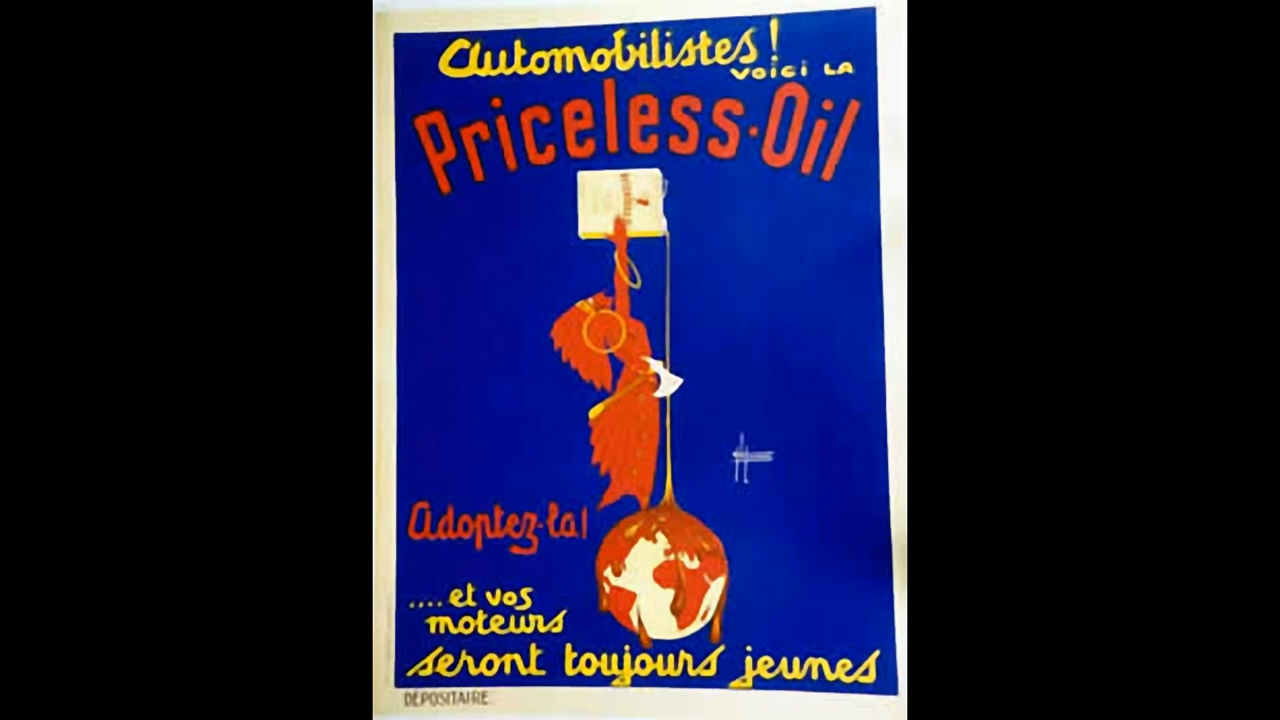 Automobilistes!
VOICI LA
Priceless-Oil
Adoptez-la!
....et vos
moteurs
seront toujours jeunes
DÉPOSITAIRE